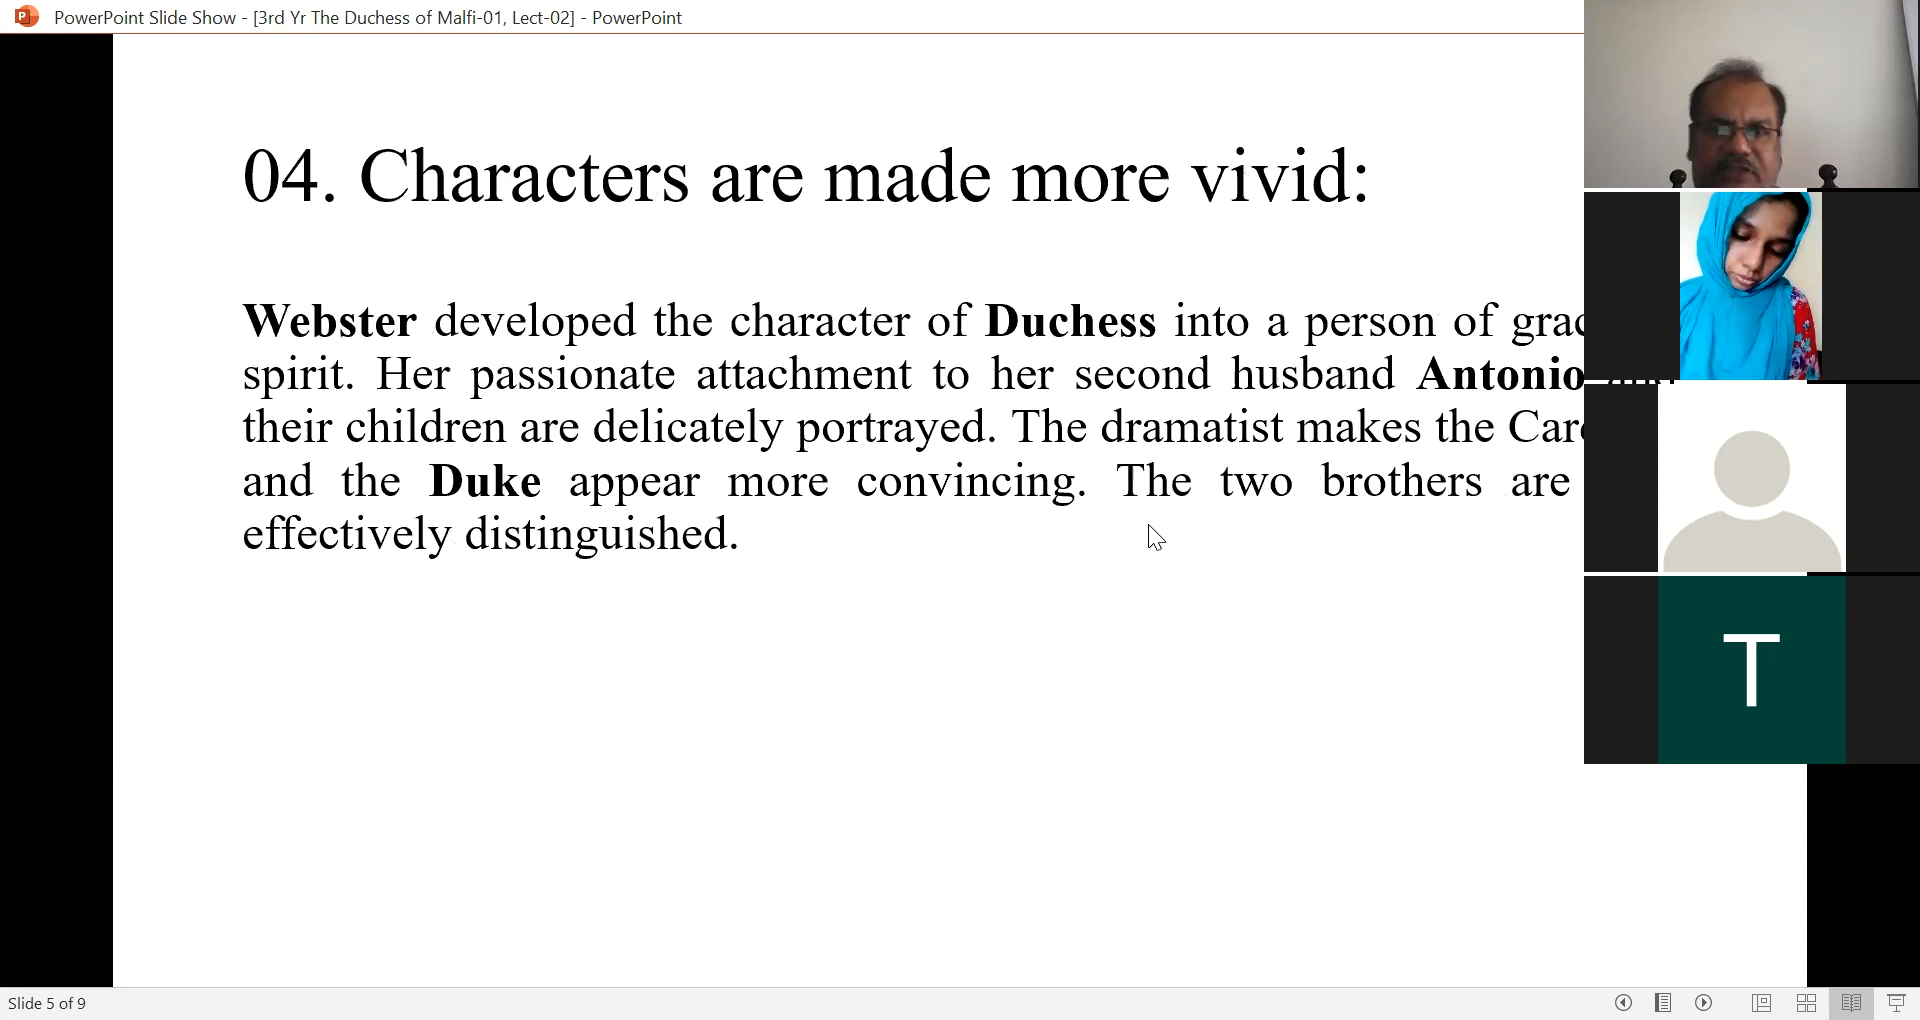 PowerPoint Slide Show - [3rd Yr The Duchess of Malfi-01, Lect-02] - PowerPoint
04. Characters are made more vivid:
Webster developed the character of Duchess into a person of
spirit. Her passionate attachment to her second husband Antonio
their children are delicately portrayed. The dramatist makes the
and the Duke appear more convincing. The two brothers are
effectively distinguished.
T
Slide 5 of 9